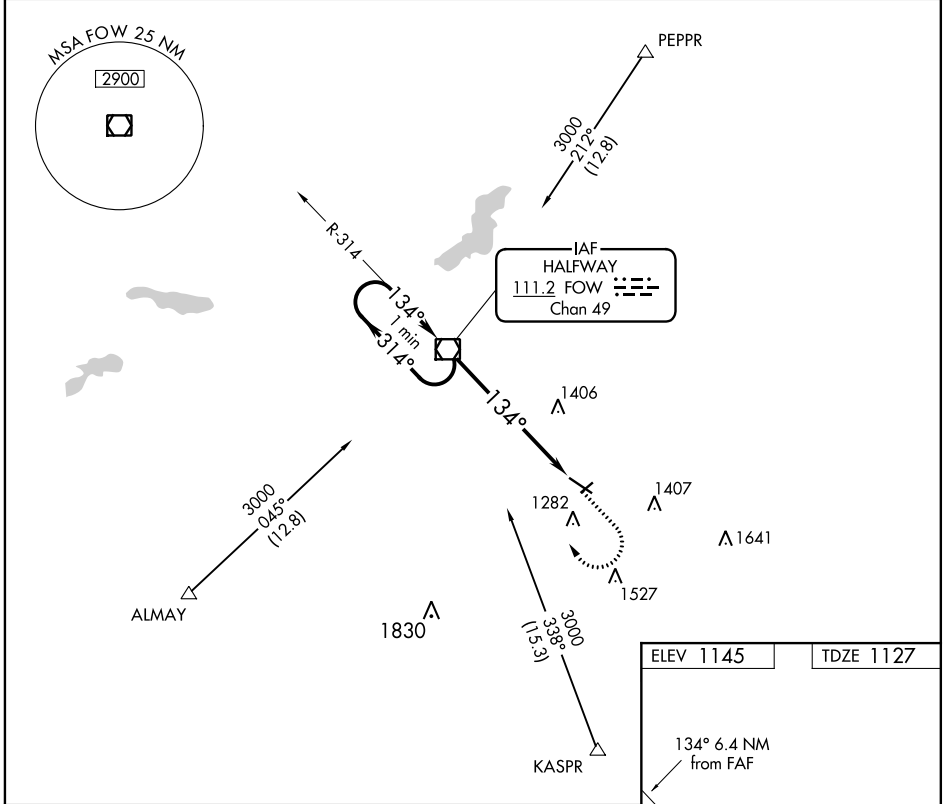 MSA FOW 25 NM
2900
PEPPR
3000
212°
(12.8)
R-314
IAF
HALFWAY
111.2 FOW
Chan 49
134°
1 min
314°
134°
1406
1282
1407
1641
1527
3000
045°
(12.8)
ALMAY
1830
3000
338°
(15.3)
KASPR
ELEV 1145
TDZE 1127
134° 6.4 NM
from FAF